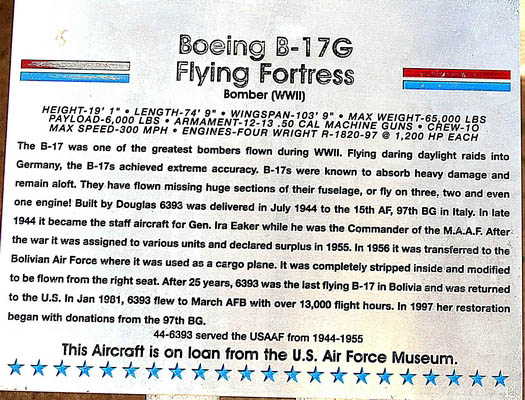 Boeing B-17G
Flying Fortress
Bomber (WWII)
HEIGHT-19' 1" • LENGTH-74' 9" • WINGSPAN-103' 9" • MAX WEIGHT-65,000 LBS
PAYLOAD-6,000 LBS • ARMAMENT-12-13 .50 CAL MACHINE GUNS • CREW-10
MAX SPEED-300 MPH • ENGINES-FOUR WRIGHT R-1820-97 @ 1,200 HP EACH
The B-17 was one of the greatest bombers flown during WWII. Flying daring daylight raids into
Germany, the B-17s achieved extreme accuracy. B-17s were known to absorb heavy damage and
remain aloft. They have flown missing huge sections of their fuselage, or fly on three, two and even
one engine! Built by Douglas 6393 was delivered in July 1944 to the 15th AF, 97th BG in Italy. In late
1944 it became the staff aircraft for Gen. Ira Eaker while he was the Commander of the M.A.A.F. After
the war it was assigned to various units and declared surplus in 1955. In 1956 it was transferred to the
Bolivian Air Force where it was used as a cargo plane. It was completely stripped inside and modified
to be flown from the right seat. After 25 years, 6393 was the last flying B-17 in Bolivia and was returned
to the U.S. In Jan 1981, 6393 flew to March AFB with over 13,000 flight hours. In 1997 her restoration
began with donations from the 97th BG.
44-6393 served the USAAF from 1944-1955
This Aircraft is on loan from the U.S. Air Force Museum.